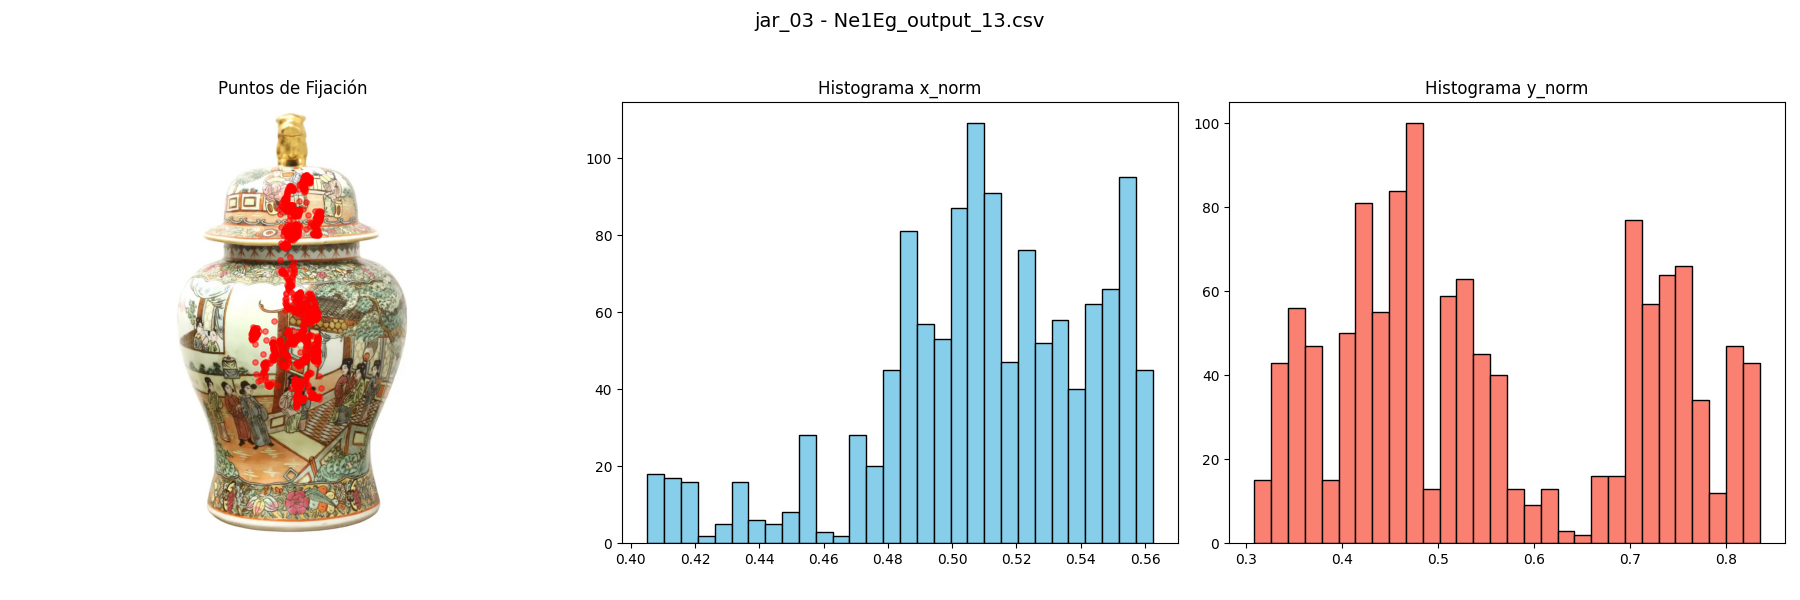 jar_03 - Ne1Eg_output_13.csv
Puntos de Fijación
Histograma x_norm
100
80
60
40
20
0
0.40 0.42 0.44 0.46 0.48 0.50 0.52 0.54 0.56
Histograma y_norm
100
80
60
40
20
0
0.3 0.4 0.5 0.6 0.7 0.8